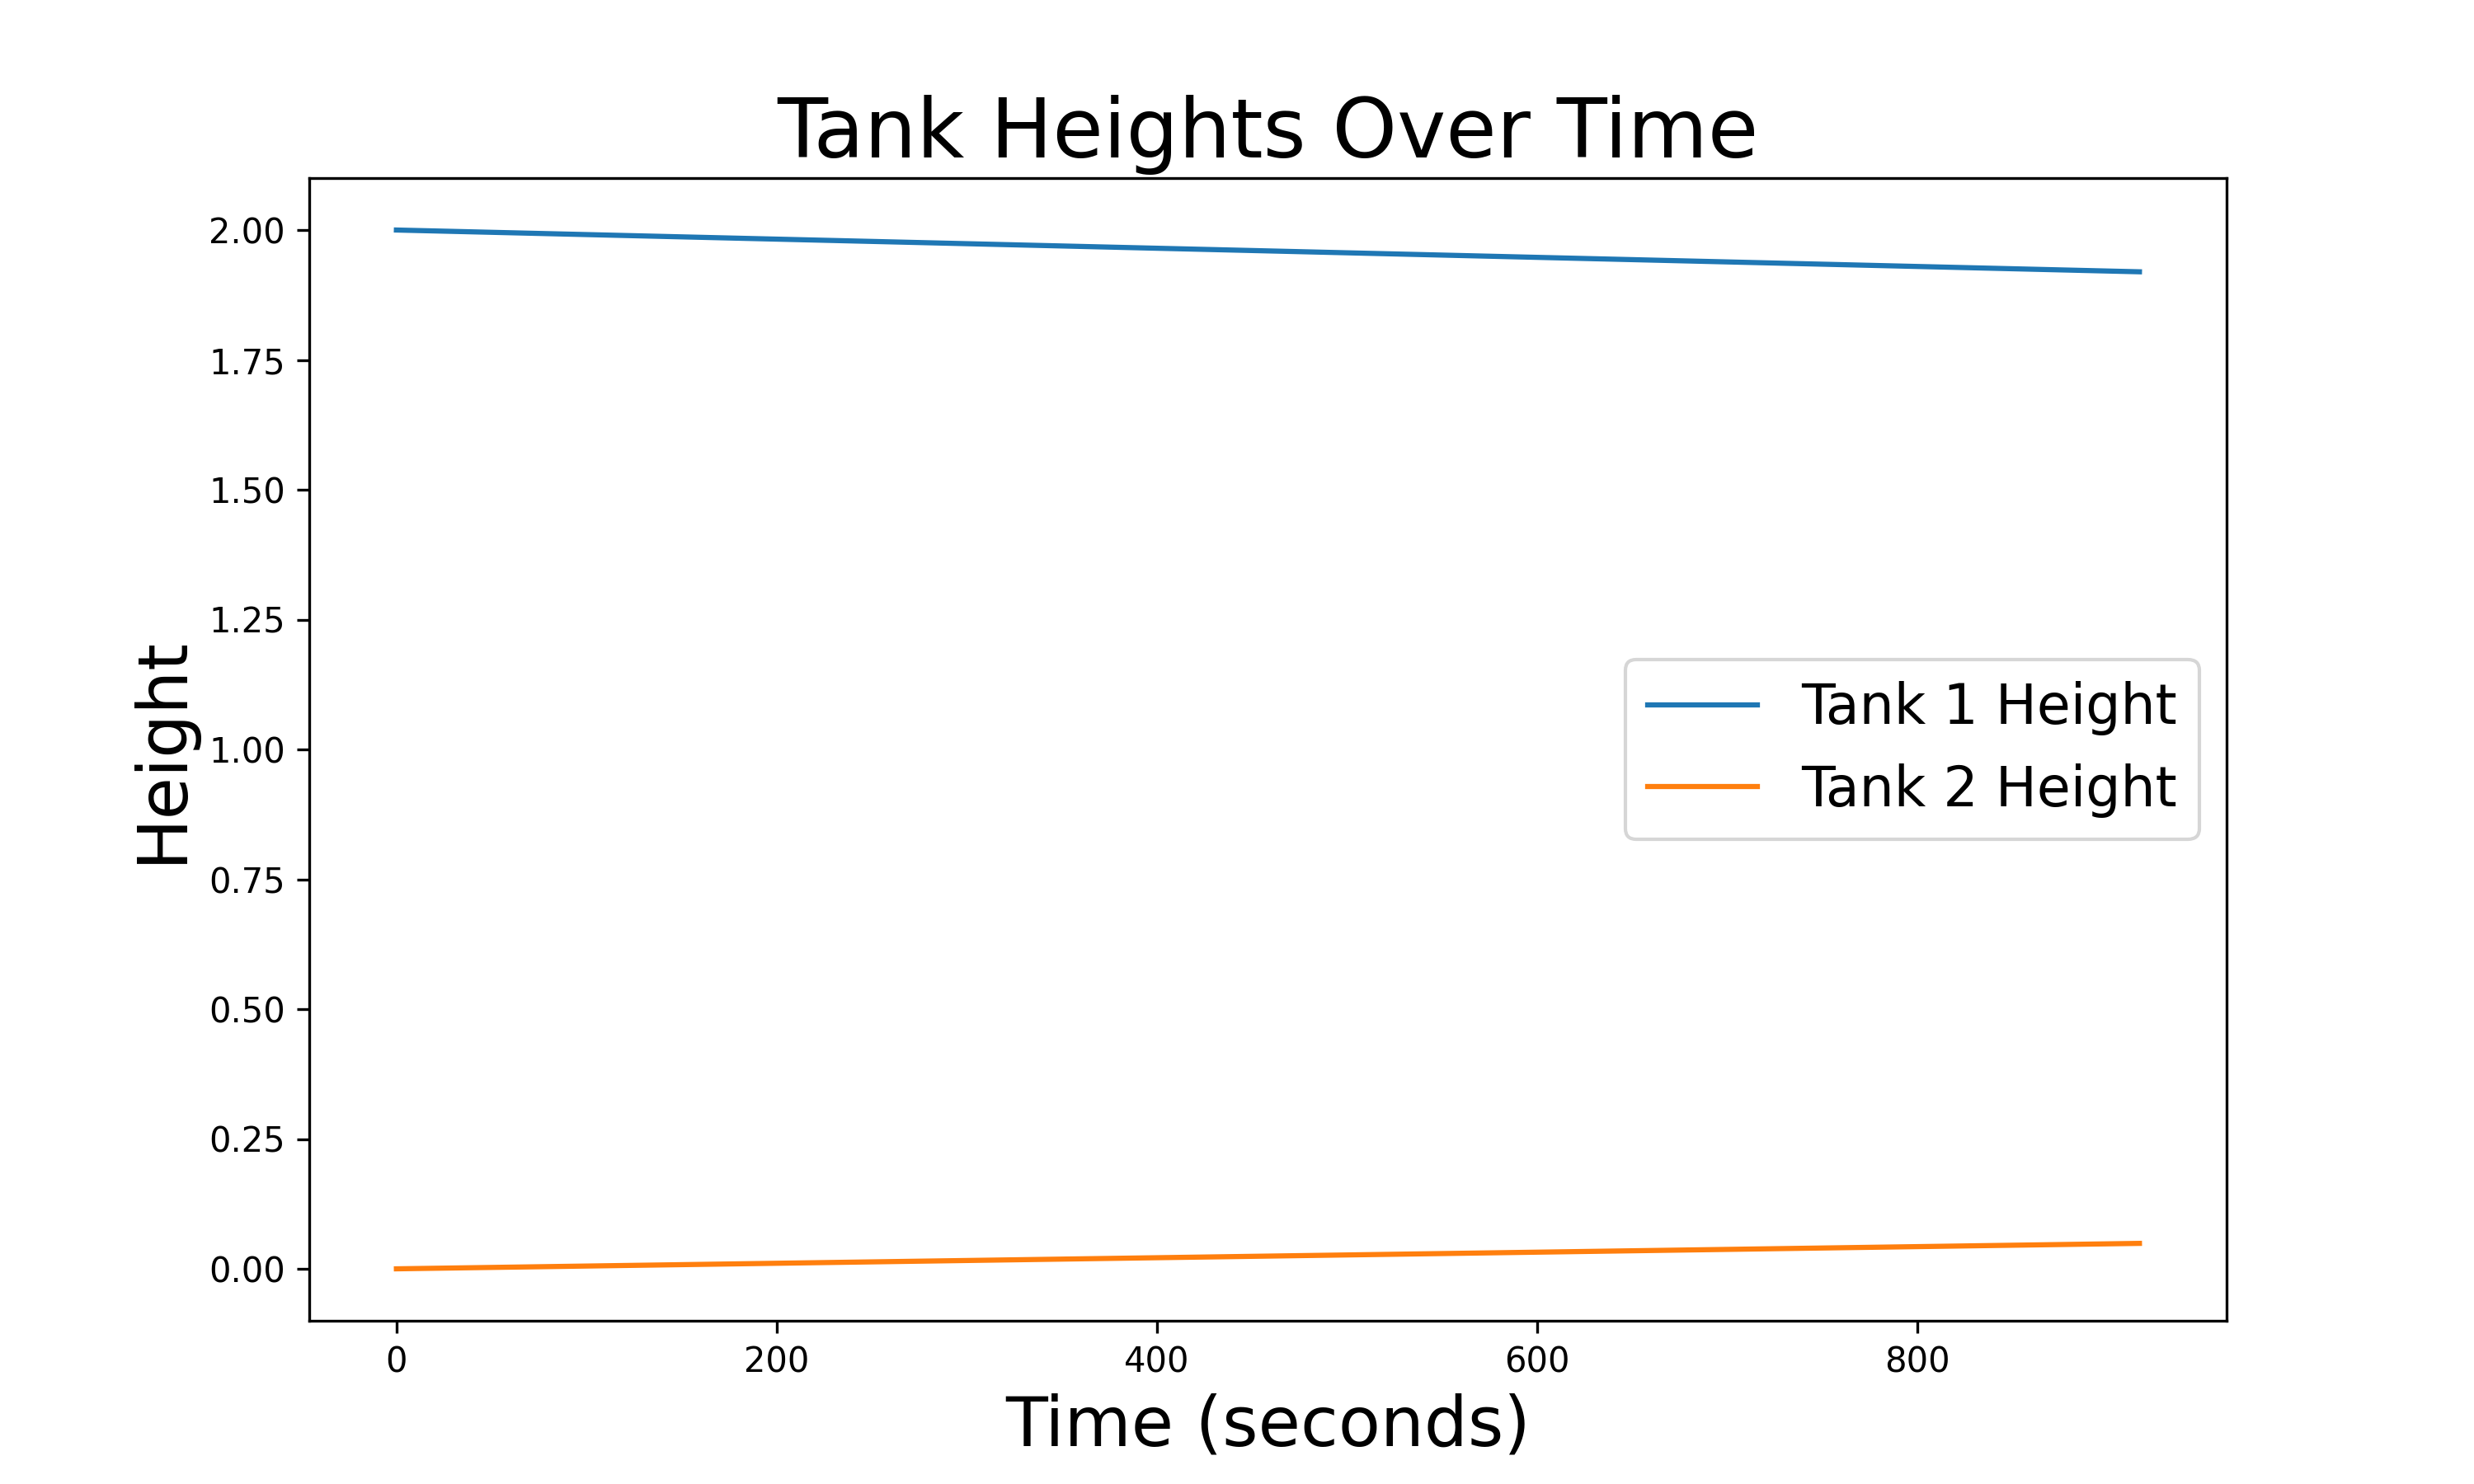 Tank Heights Over Time
Height
2.00
1.75
1.50
1.25
1.00
0.75
0.50
0.25
0.00
Tank 1 Height
Tank 2 Height
0 200 400 600 800
Time (seconds)